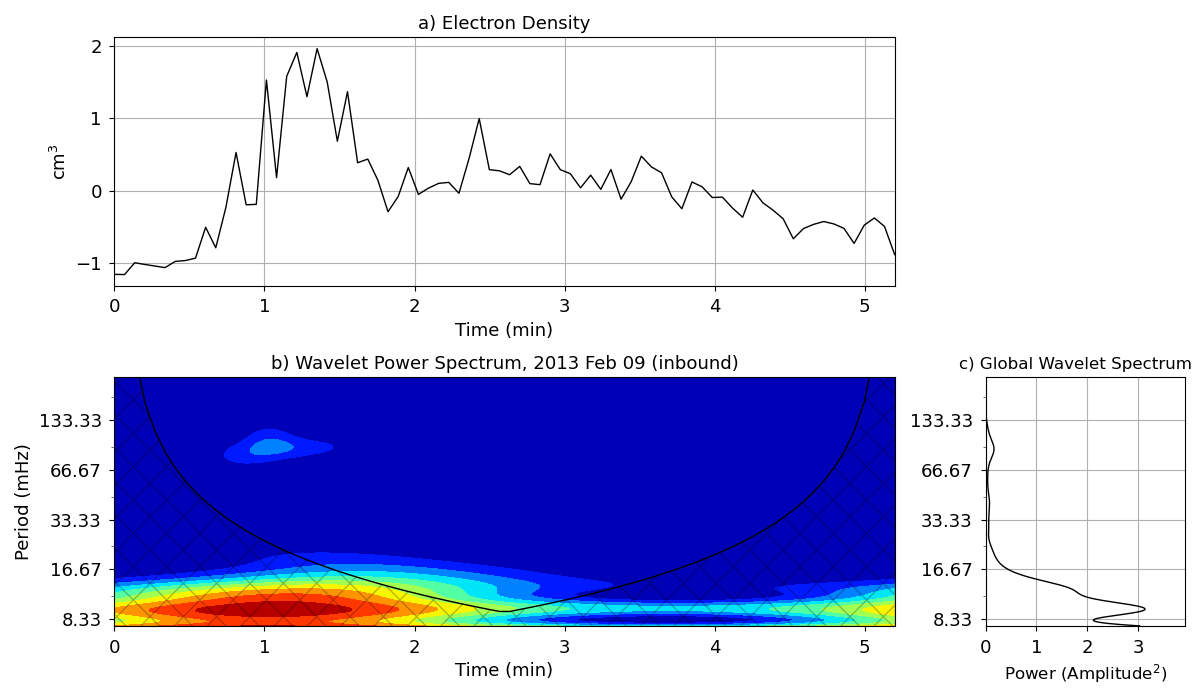 a) Electron Density
2
1
0
−1
cm³
0 1 2 3 4 5
Time (min)
b) Wavelet Power Spectrum, 2013 Feb 09 (inbound)
133.33
66.67
33.33
16.67
8.33
Period (mHz)
0 1 2 3 4 5
Time (min)
c) Global Wavelet Spectrum
133.33
66.67
33.33
16.67
8.33
0 1 2 3
Power (Amplitude²)